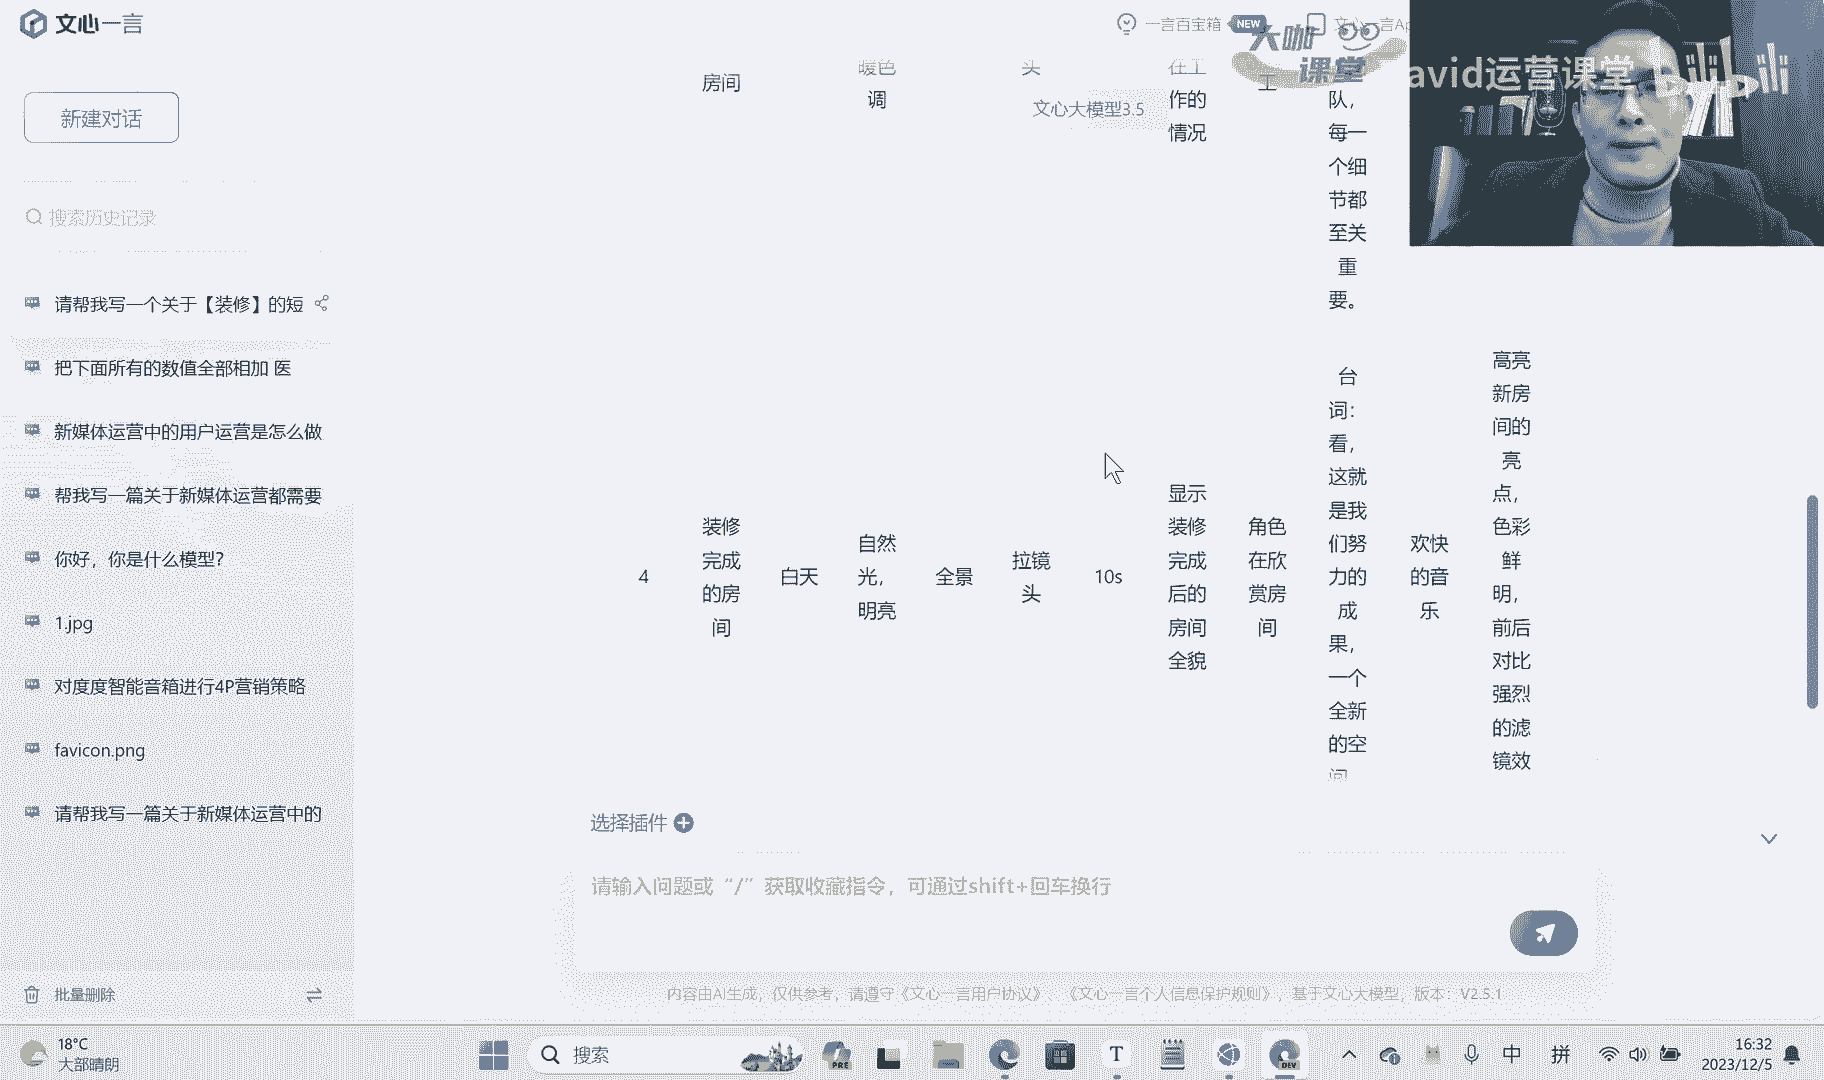 文心一言
一言百宝箱
NEW
文心一言Ap
大咖
课堂
avid运营课堂
bilibili
新建对话
搜索历史记录
请帮我写一个关于【装修】的短
把下面所有的数值全部相加 医
新媒体运营中的用户运营是怎么做
帮我写一篇关于新媒体运营都需要
你好，你是什么模型?
1.jpg
对度度智能音箱进行4P营销策略
favicon.png
请帮我写一篇关于新媒体运营中的
批量删除
文心大模型3.5
房间
暖色
调
头
在工
作的
情况
工
队，
每一
个细
节都
至关
重
要。
4
装修
完成
的房
间
白天
自然
光，
明亮
全景
拉镜
头
10s
显示
装修
完成
后的
房间
全貌
角色
在欣
赏房
间
台
词：
看，
这就
是我
们努
力的
成
果，
一个
全新
的空
欢快
的音
乐
高亮
新房
间的
亮
点，
色彩
鲜
明，
前后
对比
强烈
的滤
镜效
选择插件
请输入问题或“/”获取收藏指令，可通过shift+回车换行
内容由AI生成，仅供参考，请遵守《文心一言用户协议》、《文心一言个人信息保护规则》，基于文心大模型，版本：V2.5.1
18°C
大部晴朗
搜索
PRE
T
DEV
中
拼
16:32
2023/12/5